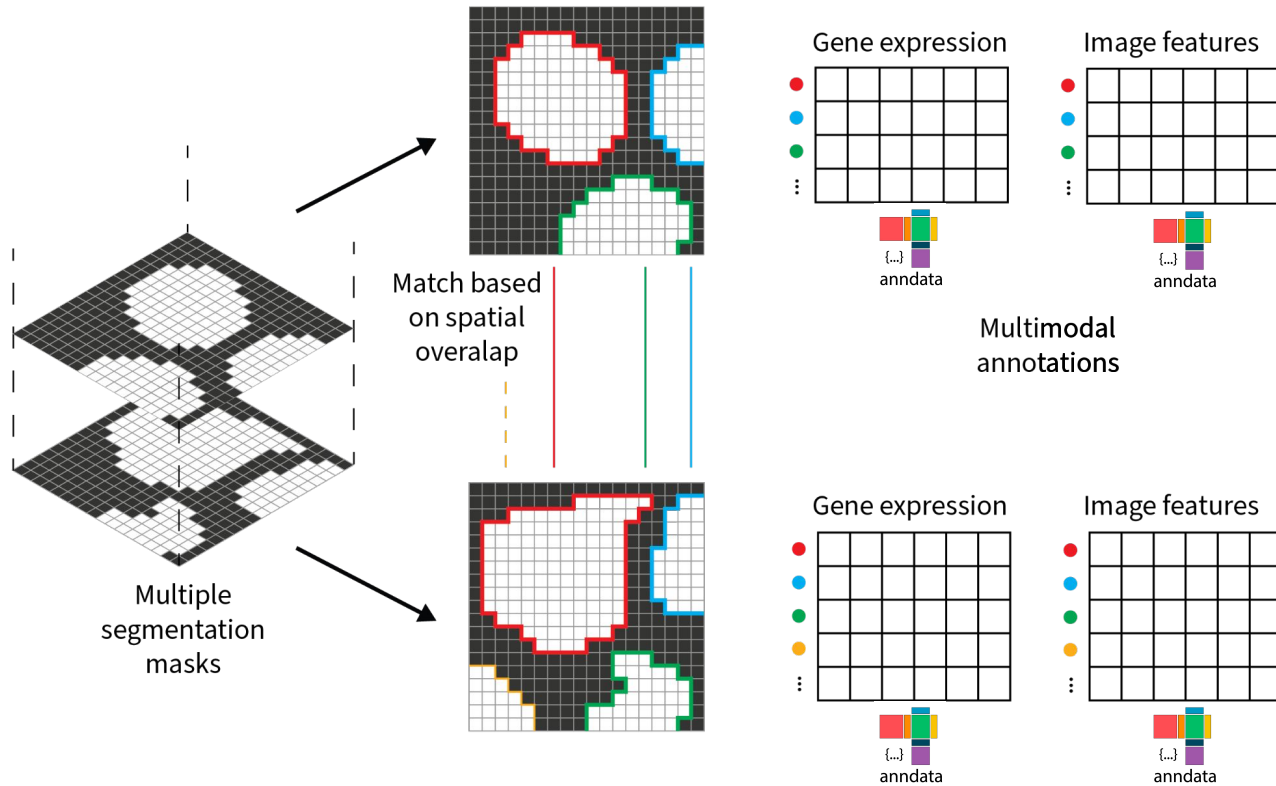 Gene expression
Image features
{...}
anndata
{...}
anndata
Match based
on spatial
overalap
Multimodal
annotations
Multiple
segmentation
masks
Gene expression
Image features
{...}
anndata
{...}
anndata